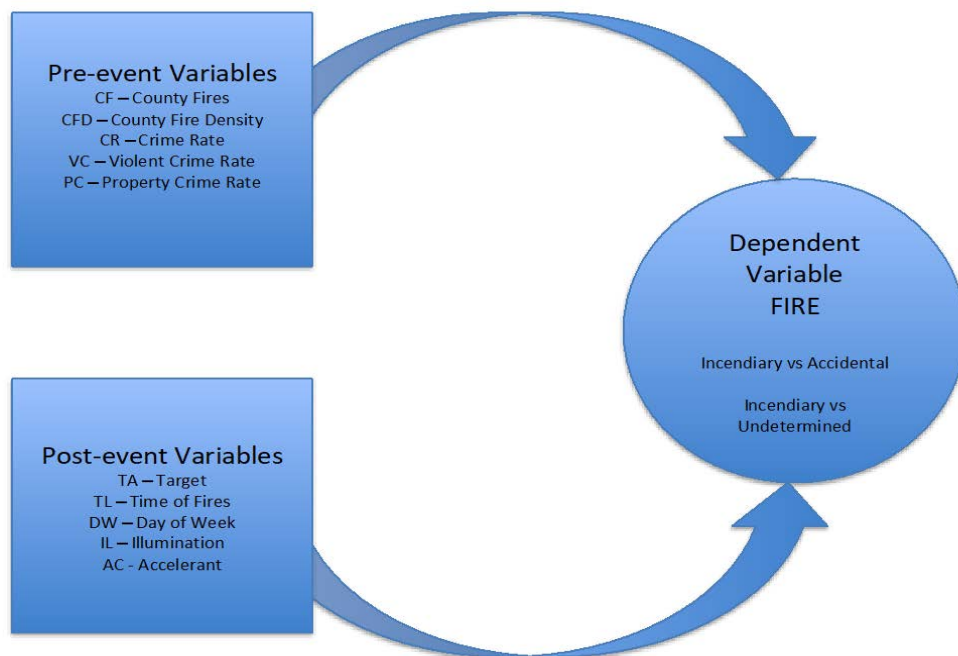 Pre-event Variables
CF – County Fires
CFD – County Fire Density
CR – Crime Rate
VC – Violent Crime Rate
PC – Property Crime Rate
Dependent
Variable
FIRE
Incendiary vs Accidental
Incendiary vs
Undetermined
Post-event Variables
TA – Target
TL – Time of Fires
DW – Day of Week
IL – Illumination
AC - Accelerant